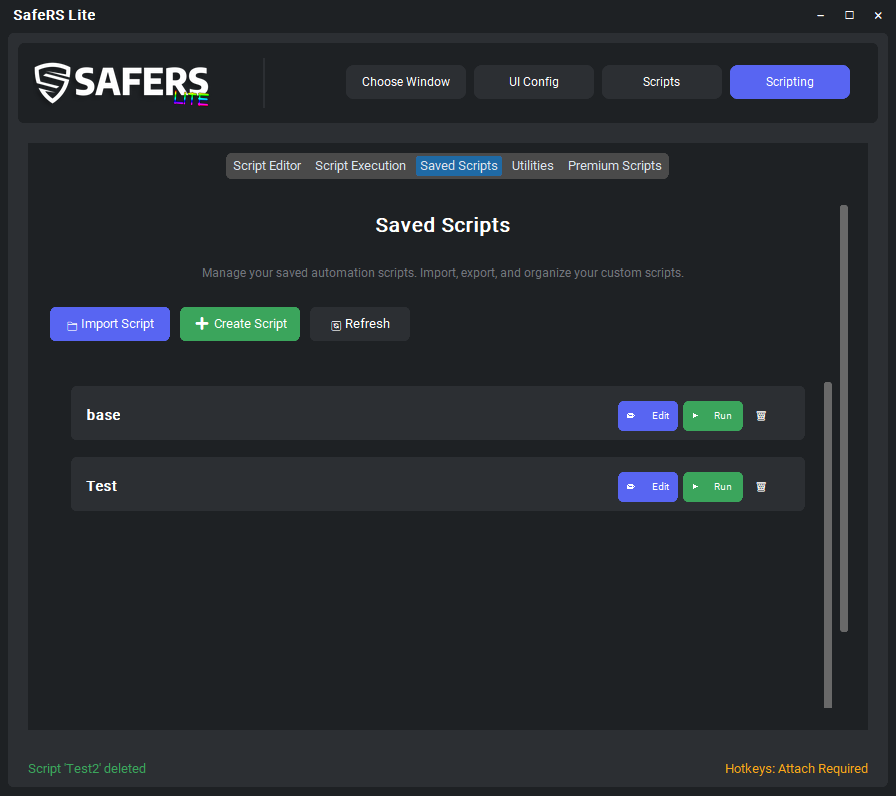 SafeRS Lite
SAFERS
LITE
Choose Window UI Config Scripts Scripting
Script Editor Script Execution Saved Scripts Utilities Premium Scripts
Saved Scripts
Manage your saved automation scripts. Import, export, and organize your custom scripts.
Import Script Create Script Refresh
base Edit Run
Test Edit Run
Script 'Test2' deleted Hotkeys: Attach Required